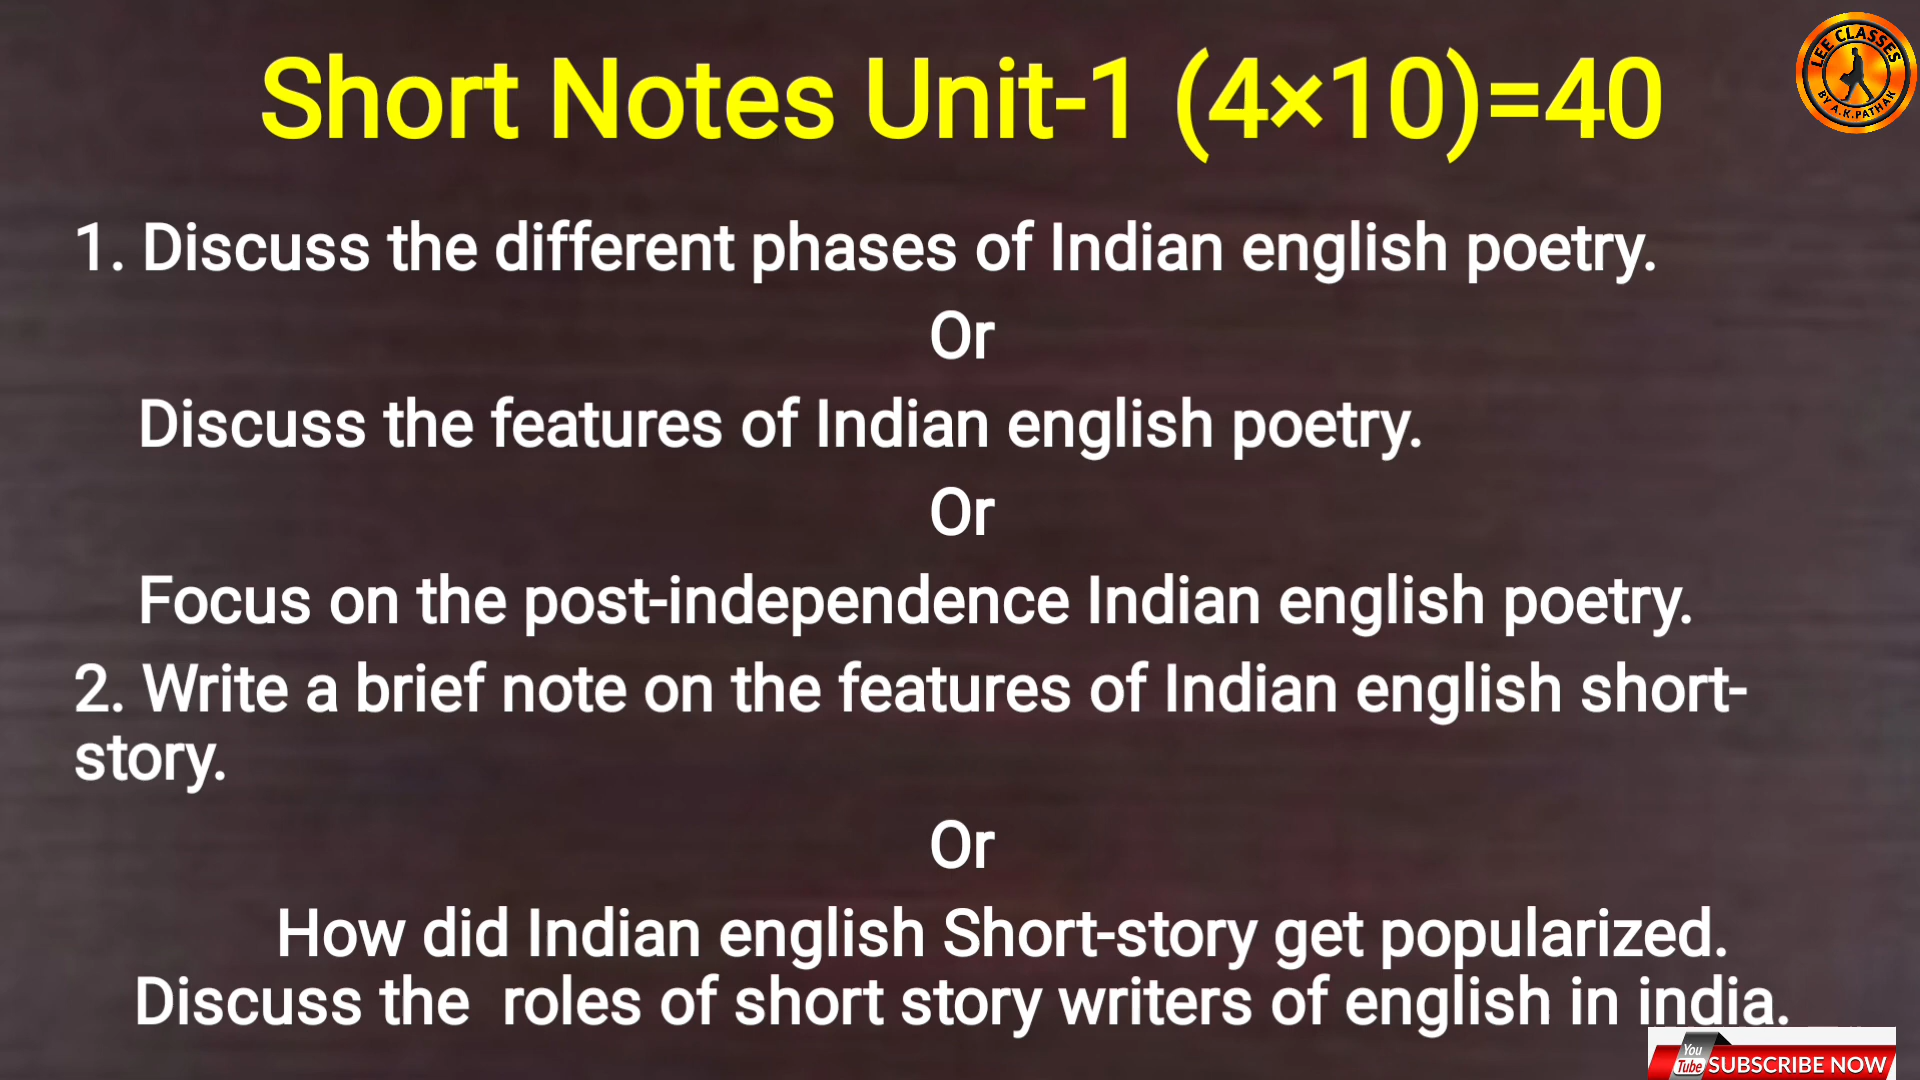 Short Notes Unit-1 (4×10)=40
LEE CLASSES
BY A.K.PATHAK
1. Discuss the different phases of Indian english poetry.
Or
Discuss the features of Indian english poetry.
Or
Focus on the post-independence Indian english poetry.
2. Write a brief note on the features of Indian english short-
story.
Or
How did Indian english Short-story get popularized.
Discuss the roles of short story writers of english in india.
You
Tube SUBSCRIBE NOW